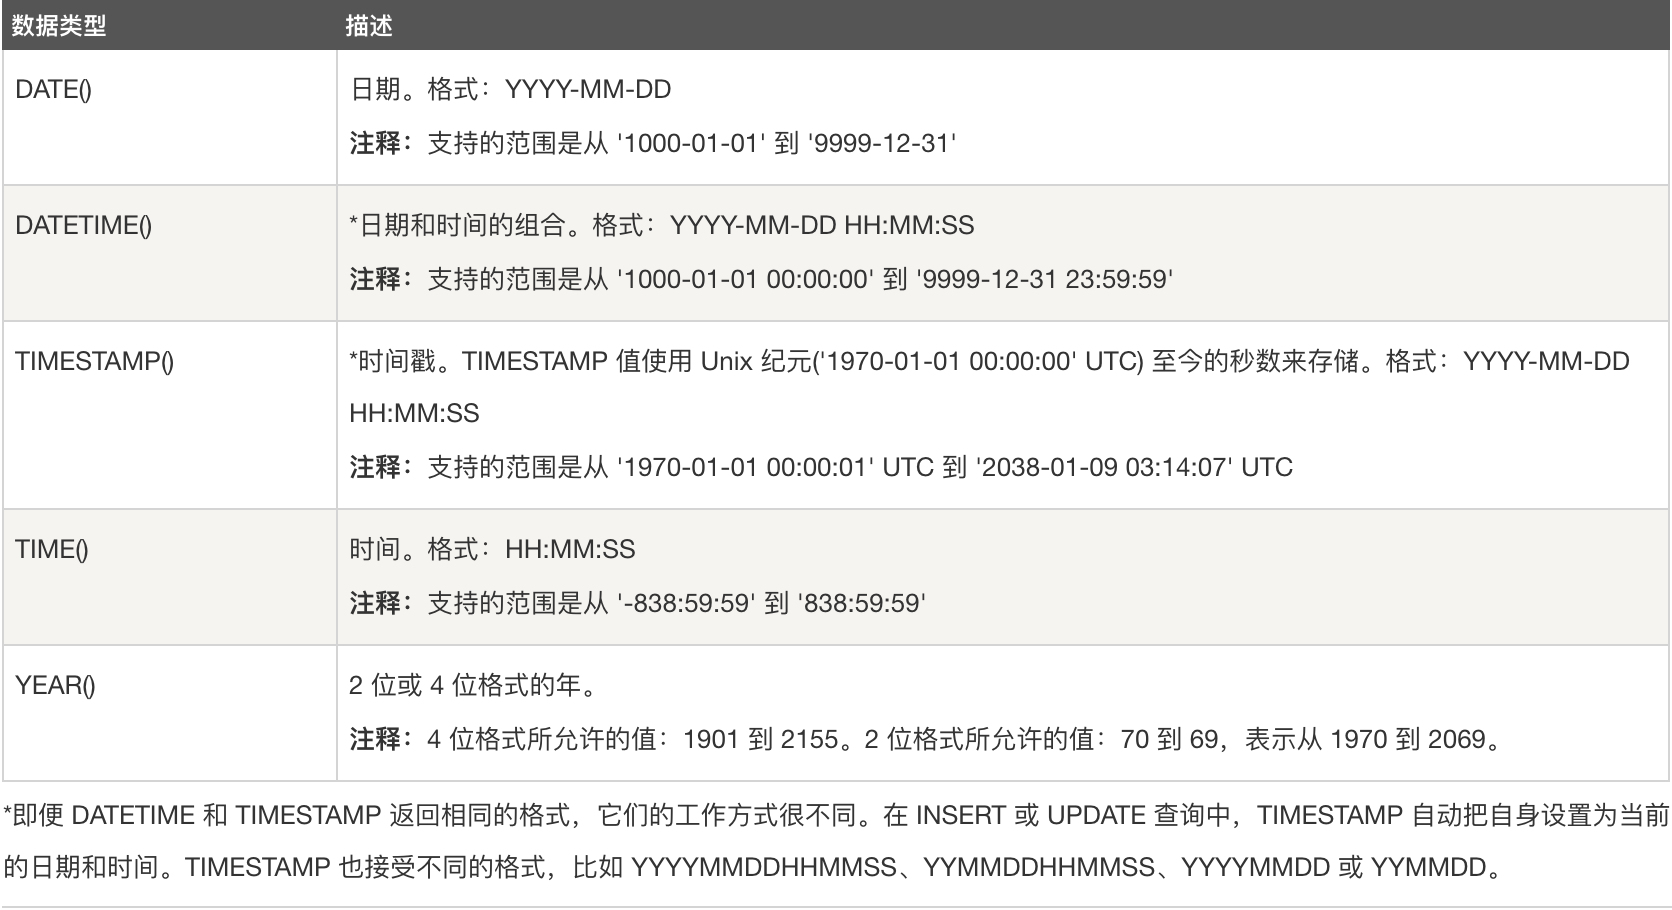 数据类型 描述
DATE() 日期。格式：YYYY-MM-DD
注释：支持的范围是从 '1000-01-01' 到 '9999-12-31'
DATETIME() *日期和时间的组合。格式：YYYY-MM-DD HH:MM:SS
注释：支持的范围是从 '1000-01-01 00:00:00' 到 '9999-12-31 23:59:59'
TIMESTAMP() *时间戳。TIMESTAMP 值使用 Unix 纪元('1970-01-01 00:00:00' UTC) 至今的秒数来存储。格式：YYYY-MM-DD
HH:MM:SS
注释：支持的范围是从 '1970-01-01 00:00:01' UTC 到 '2038-01-09 03:14:07' UTC
TIME() 时间。格式：HH:MM:SS
注释：支持的范围是从 '-838:59:59' 到 '838:59:59'
YEAR() 2 位或 4 位格式的年。
注释：4 位格式所允许的值：1901 到 2155。2 位格式所允许的值：70 到 69，表示从 1970 到 2069。
*即便 DATETIME 和 TIMESTAMP 返回相同的格式，它们的工作方式很不同。在 INSERT 或 UPDATE 查询中，TIMESTAMP 自动把自身设置为当前
的日期和时间。TIMESTAMP 也接受不同的格式，比如 YYYYMMDDHHMMSS、YYMMDDHHMMSS、YYYYMMDD 或 YYMMDD。